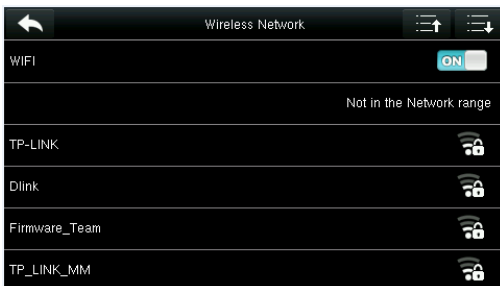 Wireless Network
WIFI
ON
Not in the Network range
TP-LINK
Dlink
Firmware_Team
TP_LINK_MM